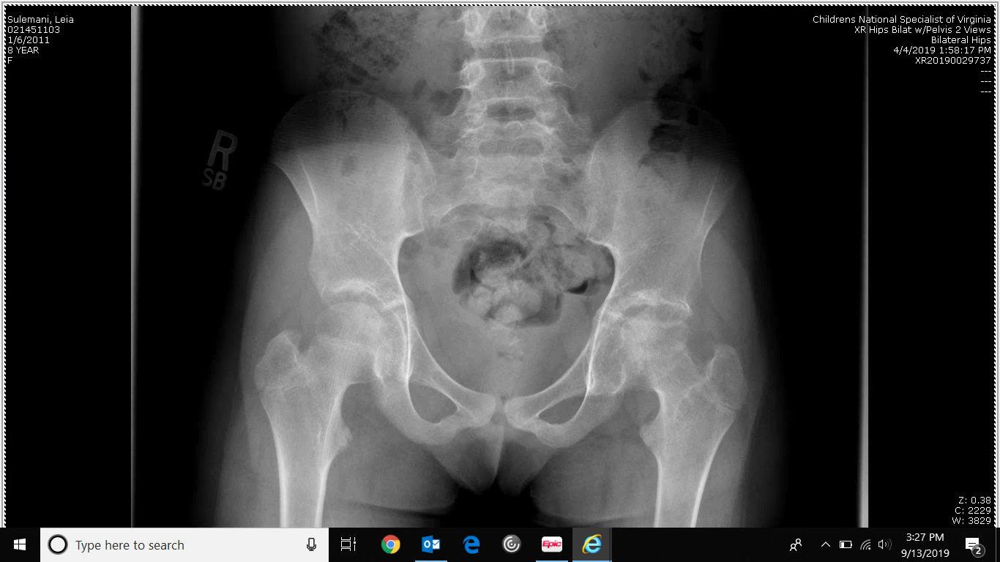 Sulemani, Leia
021451103
1/6/2011
8 YEAR
F
Childrens National Specialist of Virginia
XR Hips Bilat w/Pelvis 2 Views
Bilateral Hips
4/4/2019 1:58:17 PM
XR20190029737
---
---
---
R
SB
Z: 0.38
C: 2229
W: 3829
Type here to search
Epic
3:27 PM
9/13/2019
2